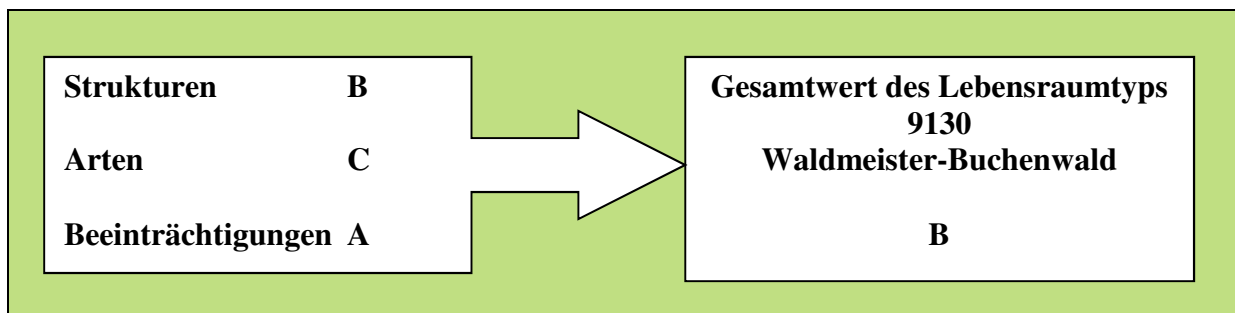 Strukturen B
Arten C
Beeinträchtigungen A
Gesamtwert des Lebensraumtyps
9130
Waldmeister-Buchenwald
B